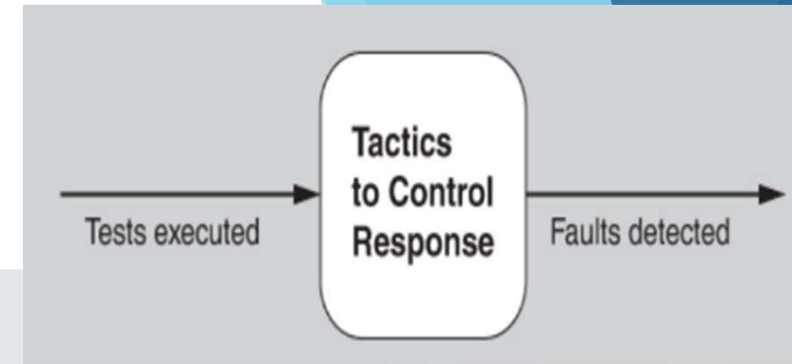 Tests executed
Tactics
to Control
Response
Faults detected